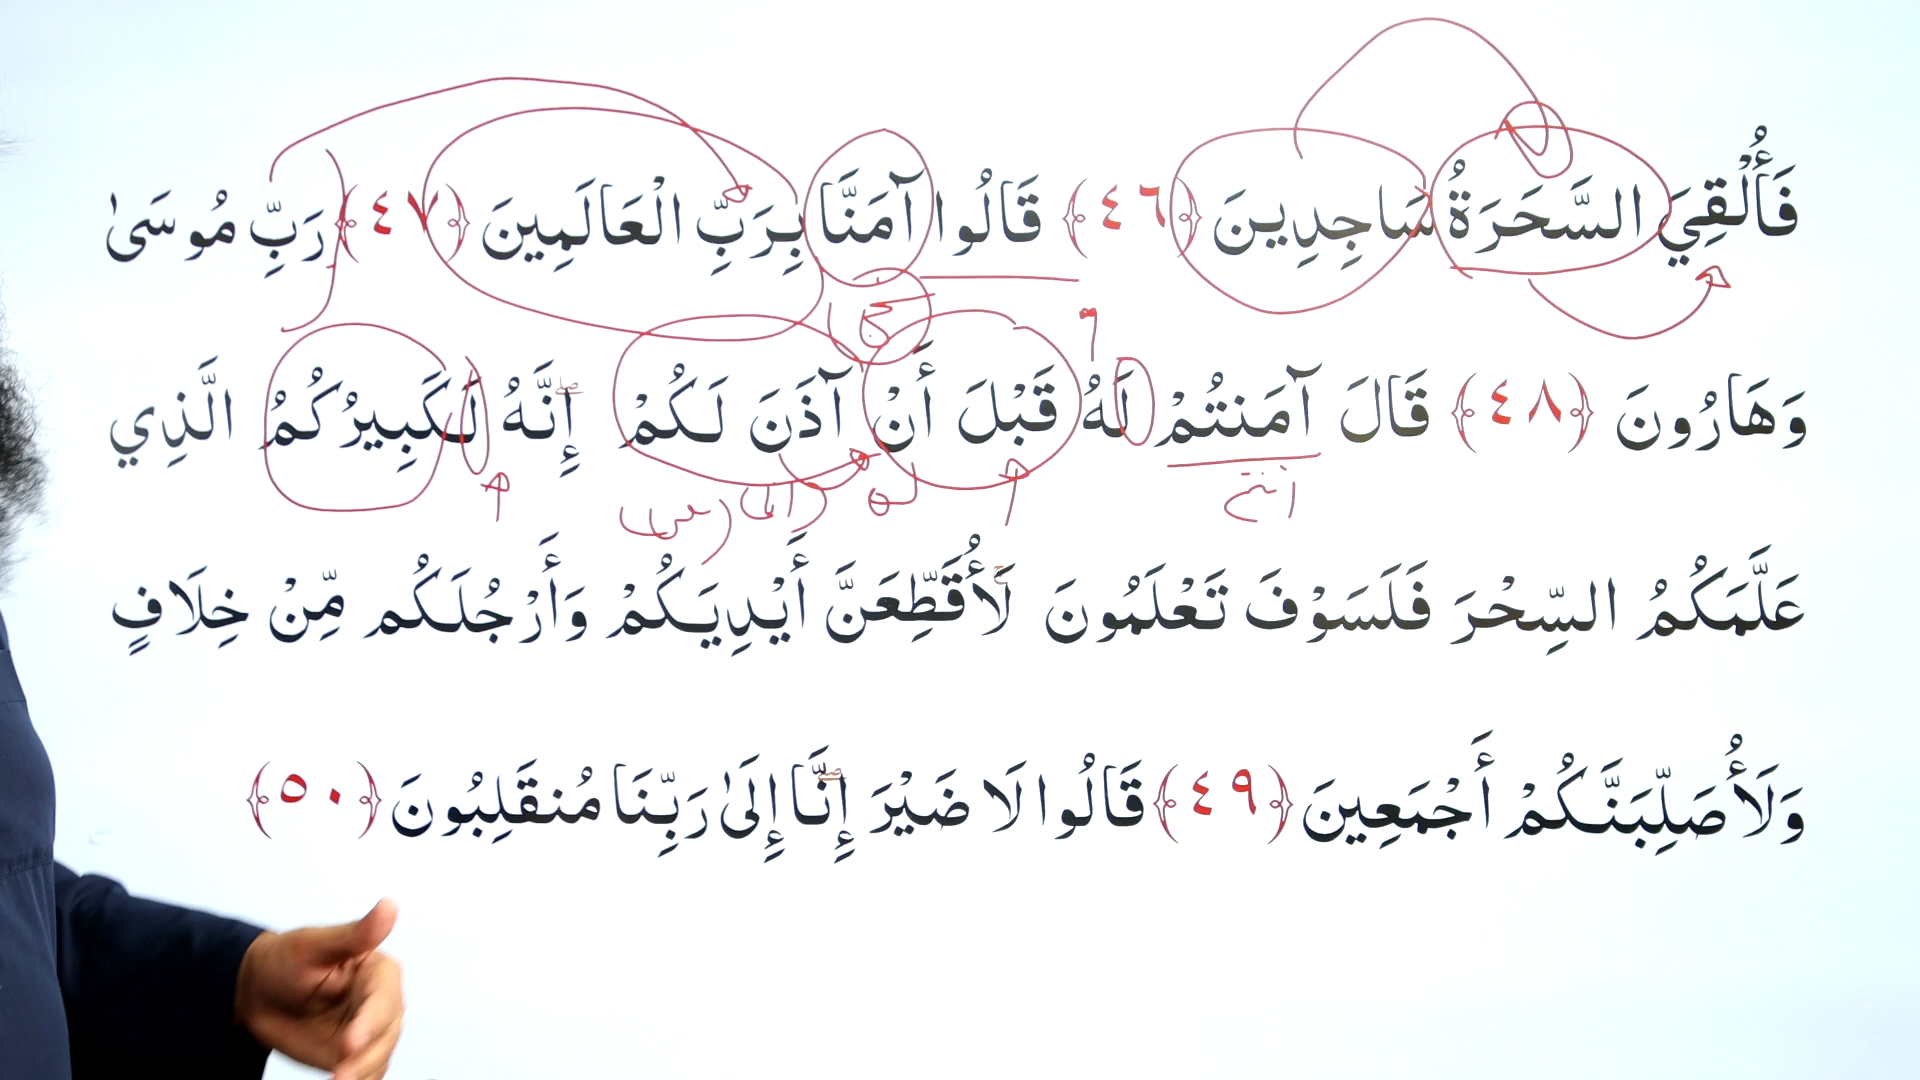 فَأُلْقِيَ السَّحَرَةُ سَاجِدِينَ ﴿٤٦﴾ قَالُوا آمَنَّا بِرَبِّ الْعَالَمِينَ ﴿٤٧﴾ رَبِّ مُوسَىٰ
وَهَارُونَ ﴿٤٨﴾ قَالَ آمَنتُمْ لَهُ قَبْلَ أَنْ آذَنَ لَكُمْ ۖ إِنَّهُ لَكَبِيرُكُمُ الَّذِي
عَلَّمَكُمُ السِّحْرَ فَلَسَوْفَ تَعْلَمُونَ ۚ لَأُقَطِّعَنَّ أَيْدِيَكُمْ وَأَرْجُلَكُم مِّنْ خِلَافٍ
وَلَأُصَلِّبَنَّكُمْ أَجْمَعِينَ ﴿٤٩﴾ قَالُوا لَا ضَيْرَ ۖ إِنَّا إِلَىٰ رَبِّنَا مُنقَلِبُونَ ﴿٥٠﴾